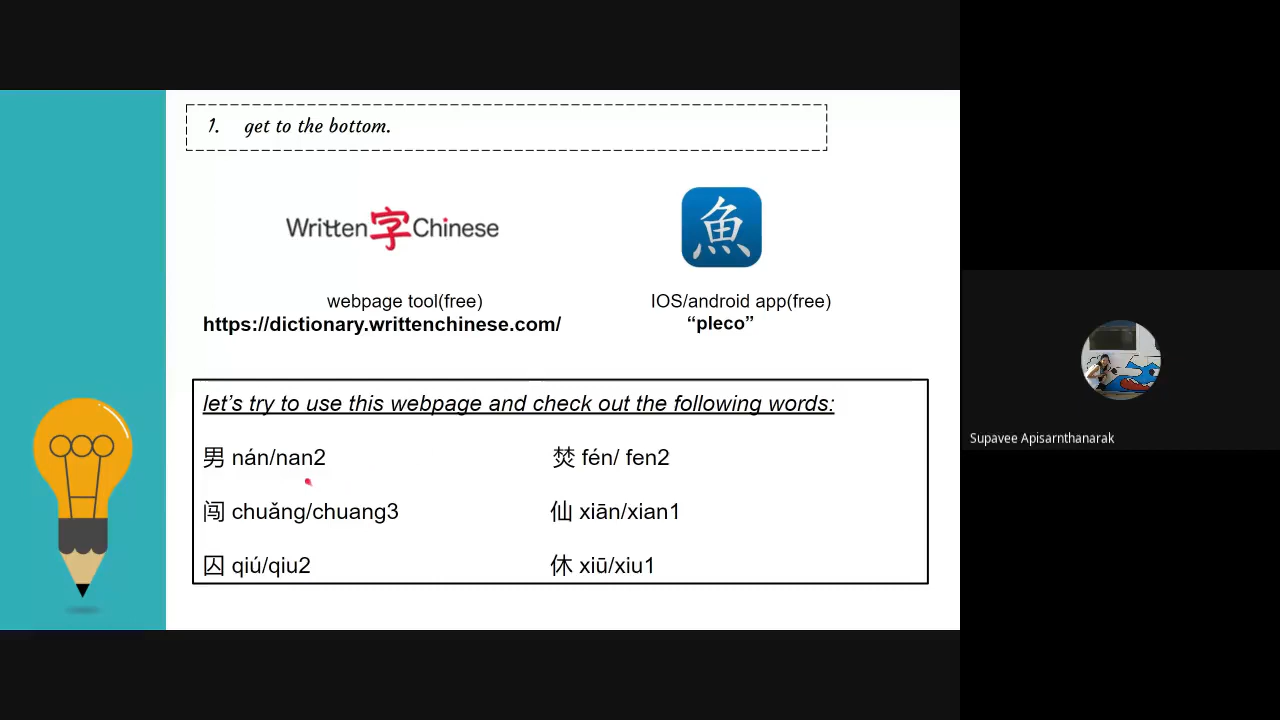 1. get to the bottom.
Written字Chinese
魚
webpage tool(free)
https://dictionary.writtenchinese.com/
IOS/android app(free)
“pleco”
let’s try to use this webpage and check out the following words:
男 nán/nan2
焚 fén/ fen2
闯 chuǎng/chuang3
仙 xiān/xian1
囚 qiú/qiu2
休 xiū/xiu1
Supavee Apisarnthanarak